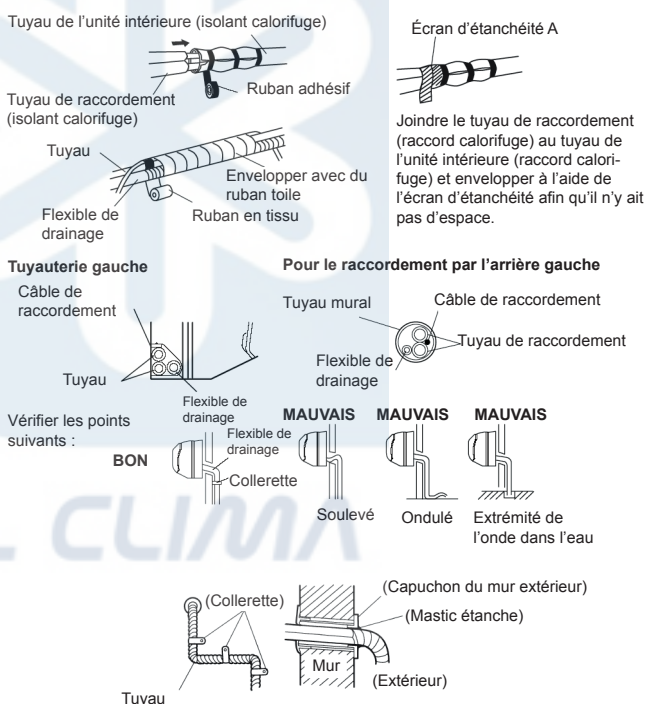 Tuyau de l'unité intérieure (isolant calorifuge)
Ruban adhésif
Tuyau de raccordement
(isolant calorifuge)
Écran d'étanchéité A
Joindre le tuyau de raccordement
(raccord calorifuge) au tuyau de
l'unité intérieure (raccord calori-
fuge) et envelopper à l'aide de
l'écran d'étanchéité afin qu'il n'y ait
pas d'espace.
Tuyau
Envelopper avec du
ruban toile
Flexible de
drainage
Ruban en tissu
Tuyauterie gauche
Câble de
raccordement
Tuyau
Flexible de
drainage
Pour le raccordement par l'arrière gauche
Tuyau mural
Câble de raccordement
Tuyau de raccordement
Flexible de
drainage
Vérifier les points
suivants :
BON
Flexible de
drainage
Collerette
MAUVAIS
Soulevé
MAUVAIS
Ondulé
MAUVAIS
Extrémité de
l'onde dans l'eau
CLIMA
(Collerette)
Tuyau
(Capuchon du mur extérieur)
(Mastic étanche)
Mur
(Extérieur)